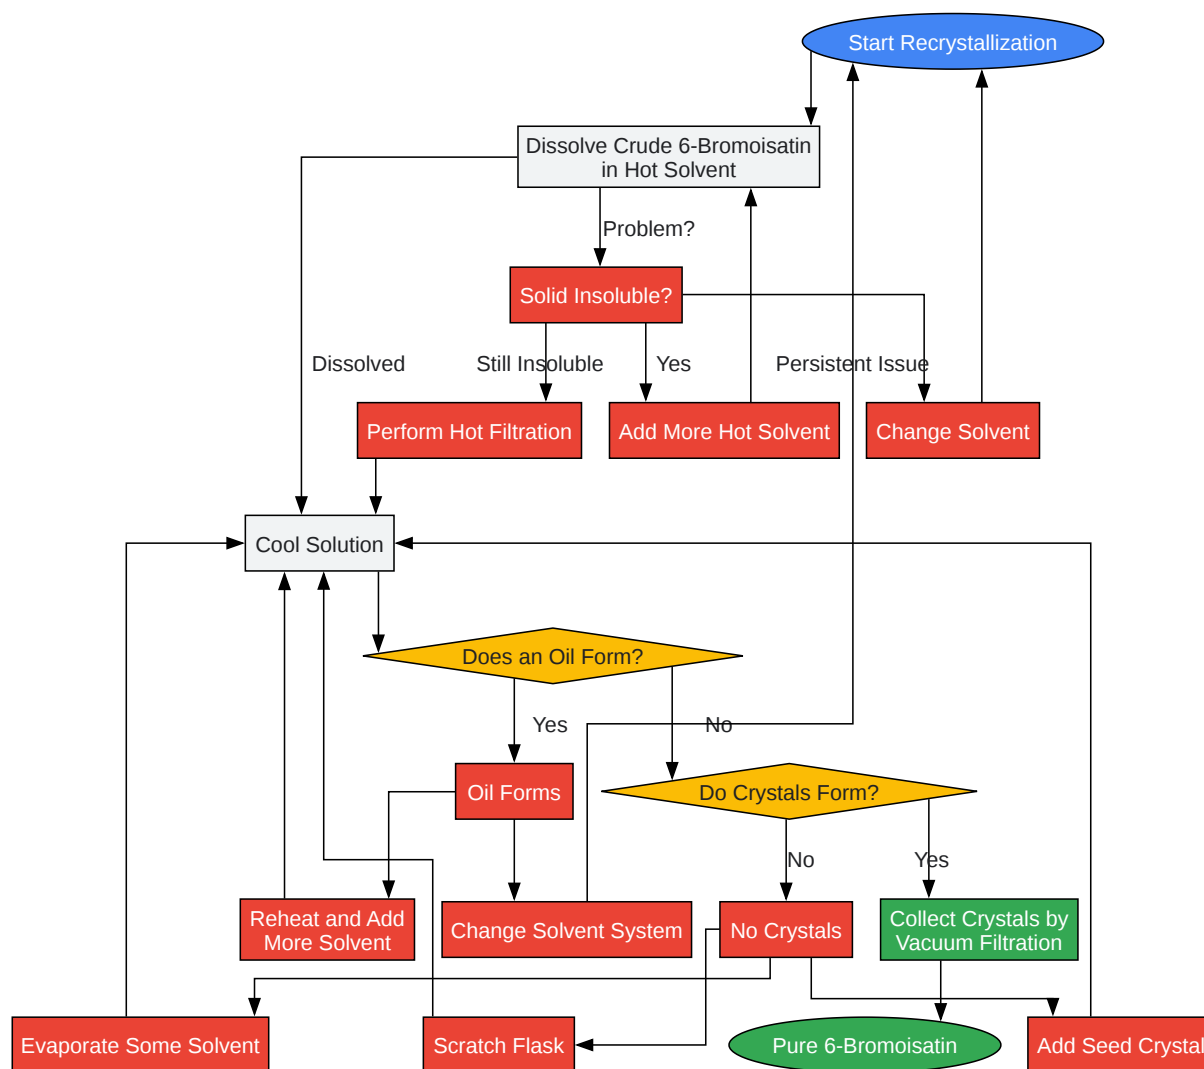 Start Recrystallization
Dissolve Crude 6-Bromoisatin
in Hot Solvent
Problem?
Solid Insoluble?
Dissolved
Still Insoluble
Yes
Persistent Issue
Perform Hot Filtration
Add More Hot Solvent
Change Solvent
Cool Solution
Does an Oil Form?
Yes
No
Oil Forms
Do Crystals Form?
No
Yes
Reheat and Add
More Solvent
Change Solvent System
No Crystals
Collect Crystals by
Vacuum Filtration
Evaporate Some Solvent
Scratch Flask
Pure 6-Bromoisatin
Add Seed Crystal